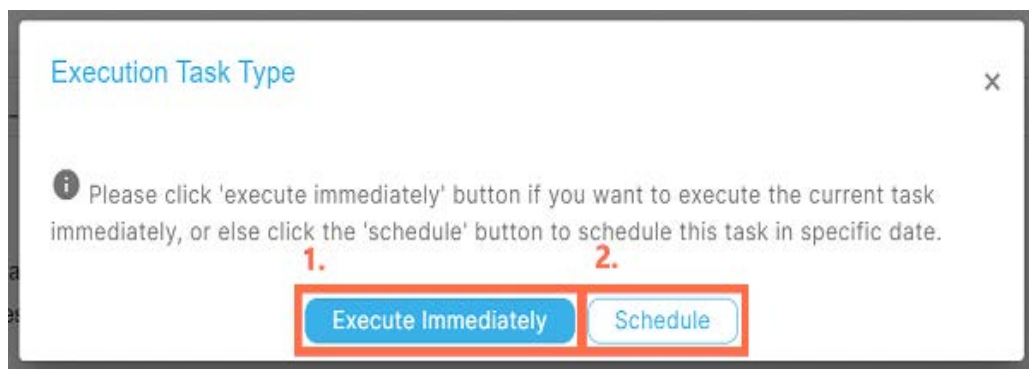 Execution Task Type
×
Please click 'execute immediately' button if you want to execute the current task
immediately, or else click the 'schedule' button to schedule this task in specific date.
1. 2.
Execute Immediately Schedule